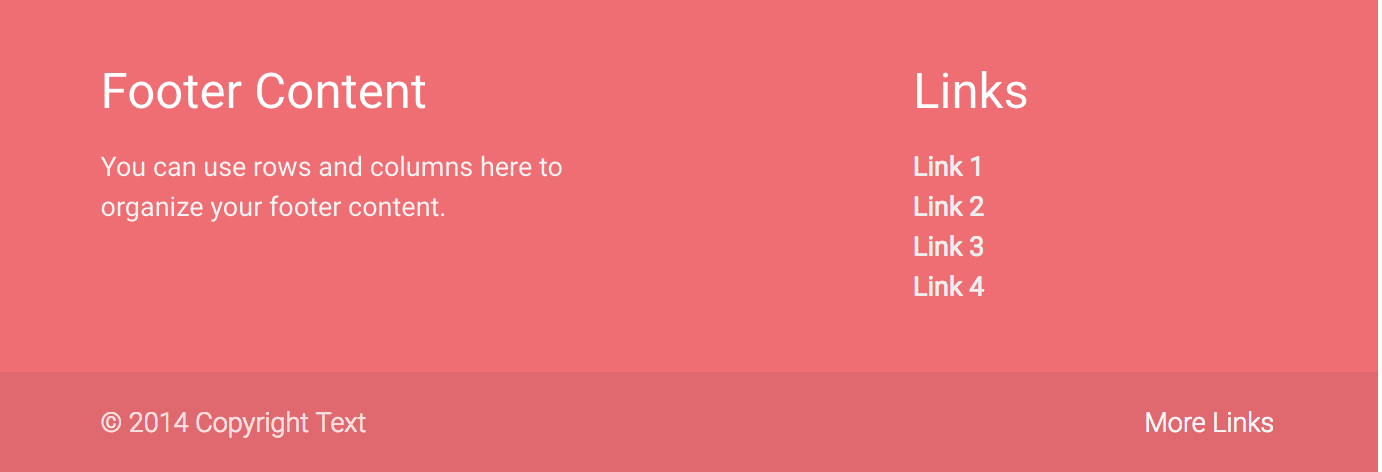 Footer Content
You can use rows and columns here to
organize your footer content.
Links
Link 1
Link 2
Link 3
Link 4
© 2014 Copyright Text
More Links